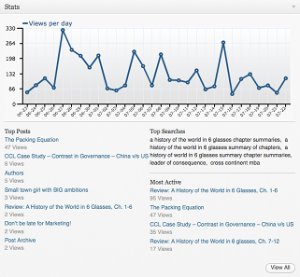 Stats
Views per day
330
264
198
132
66
0
Top Posts
The Packing Equation
47 Views
CCL Case Study – Contrast in Governance – China v/s US
6 Views
Authors
5 Views
Small town girl with BIG ambitions
3 Views
Review: A History of the World in 6 Glasses, Ch. 1-6
2 Views
Don't be late for Marketing!
2 Views
Post Archive
2 Views
Top Searches
a history of the world in 6 glasses chapter summaries, a
history of the world in 6 glasses summary of chapters, a
history of world in 6 glasses summary chapter summaries,
leader of consequence, cross continent mba
Most Active
Review: A History of the World in 6 Glasses, Ch. 1-6
95 Views
The Packing Equation
47 Views
CCL Case Study – Contrast in Governance – China v/s US
35 Views
Review: A History of the World in 6 Glasses, Ch. 7-12
17 Views
View All